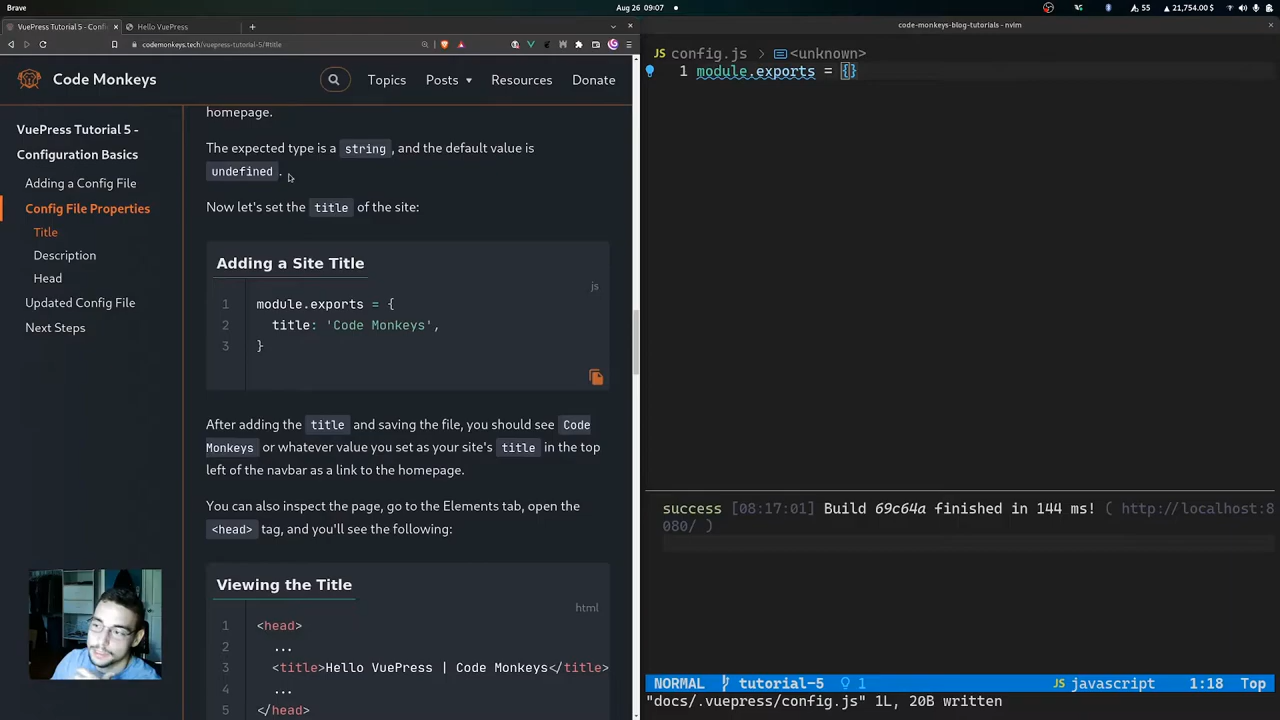 Brave
Aug 26 09:07
55
21,754.00 $
VuePress Tutorial 5 - Confi
Hello VuePress
codemonkeys.tech/vuepress-tutorial-5/#title
Code Monkeys
Topics
Posts
Resources
Donate
VuePress Tutorial 5 -
Configuration Basics
Adding a Config File
Config File Properties
Title
Description
Head
Updated Config File
Next Steps
homepage.
The expected type is a string, and the default value is
undefined.
Now let's set the title of the site:
Adding a Site Title
js
1 module.exports = {
2 title: 'Code Monkeys',
3 }
After adding the title and saving the file, you should see Code
Monkeys or whatever value you set as your site's title in the top
left of the navbar as a link to the homepage.
You can also inspect the page, go to the Elements tab, open the
<head> tag, and you'll see the following:
Viewing the Title
html
1 <head>
2 ...
3 <title>Hello VuePress | Code Monkeys</title>
4 ...
5 </head>
code-monkeys-blog-tutorials - nvim
JS config.js > <unknown>
1 module.exports = {}
success [08:17:01] Build 69c64a finished in 144 ms! ( http://localhost:8
080/ )
NORMAL tutorial-5 1 JS javascript 1:18 Top
"docs/.vuepress/config.js" 1L, 20B written